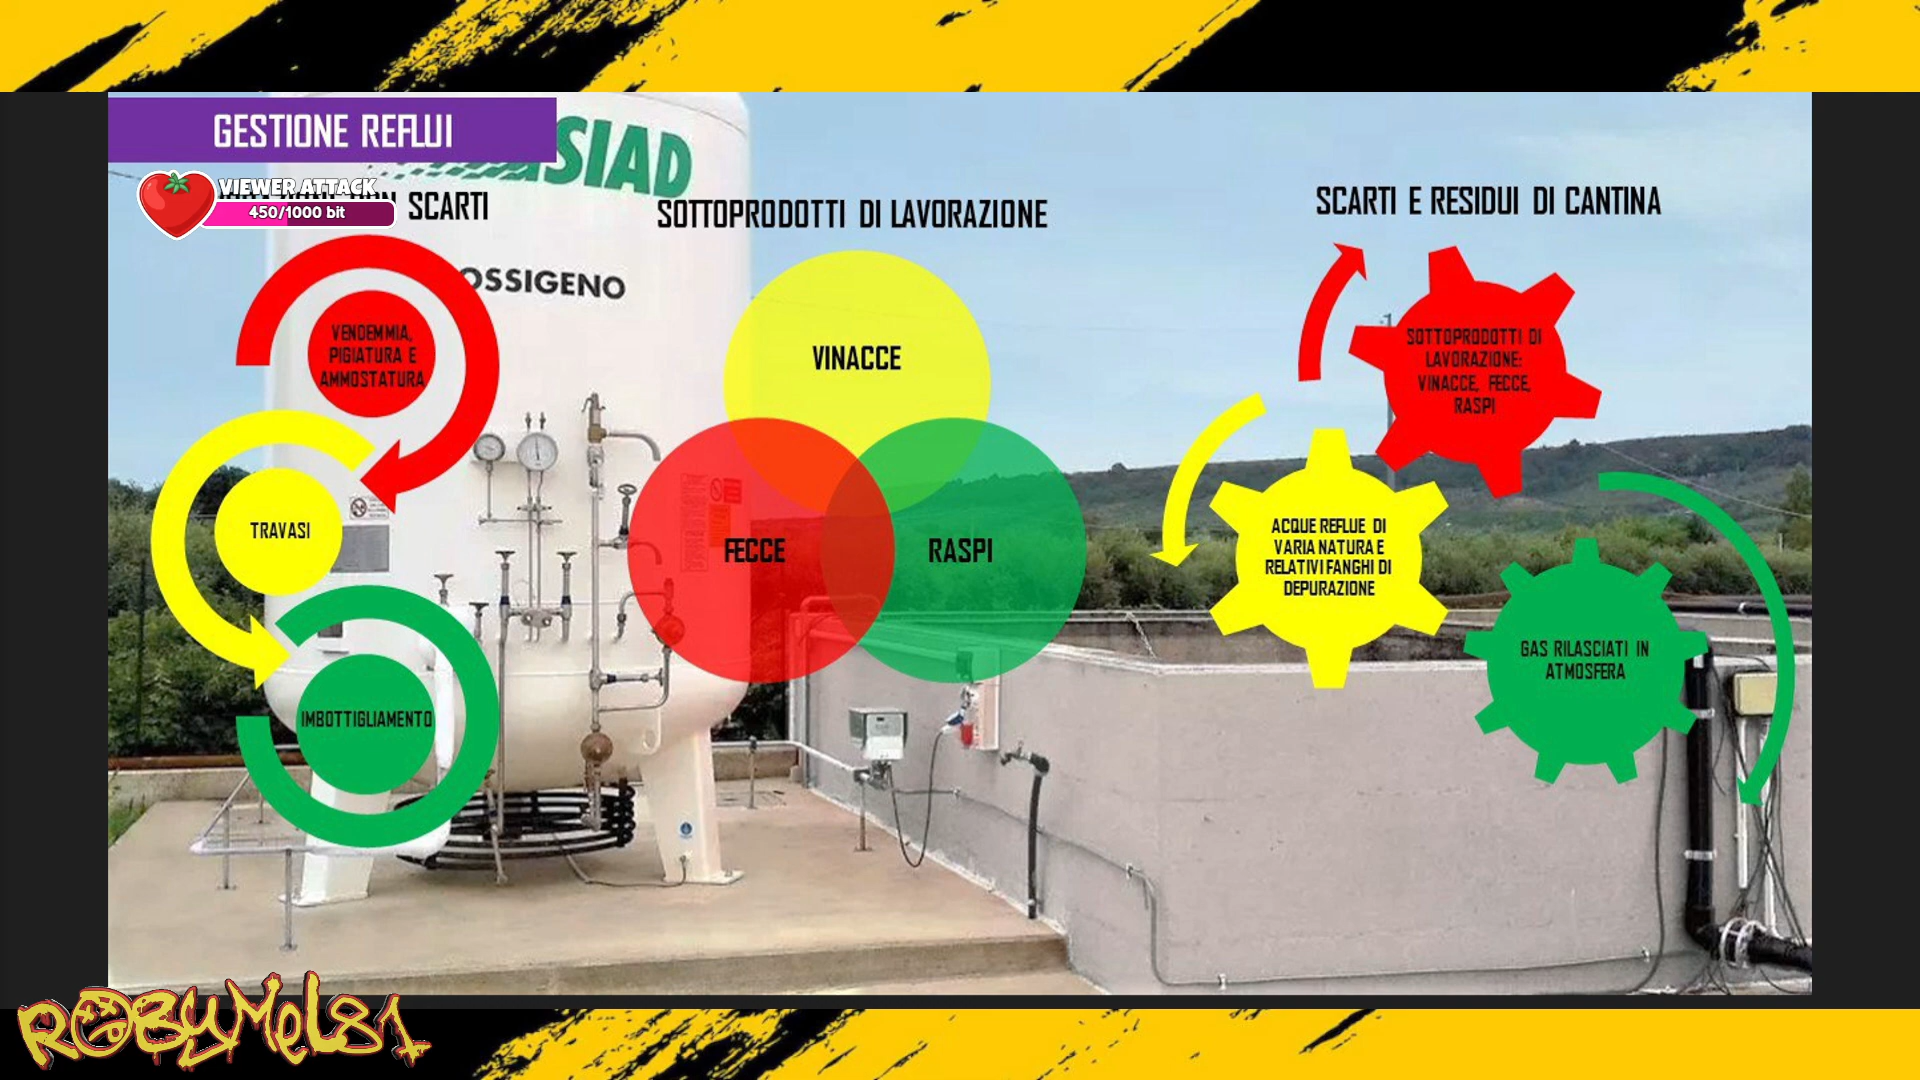 GESTIONE REFLUI
SIAD
VIEWER ATTACK
450/1000 bit
SCARTI
OSSIGENO
VENDEMMIA,
PIGIATURA E
AMMOSTATURA
TRAVASI
IMBOTTIGLIAMENTO
SOTTOPRODOTTI DI LAVORAZIONE
VINACCE
FECCE
RASPI
SCARTI E RESIDUI DI CANTINA
SOTTOPRODOTTI DI
LAVORAZIONE:
VINACCE, FECCE,
RASPI
ACQUE REFLUE DI
VARIA NATURA E
RELATIVI FANGHI DI
DEPURAZIONE
GAS RILASCIATI IN
ATMOSFERA
ROBYMEL81